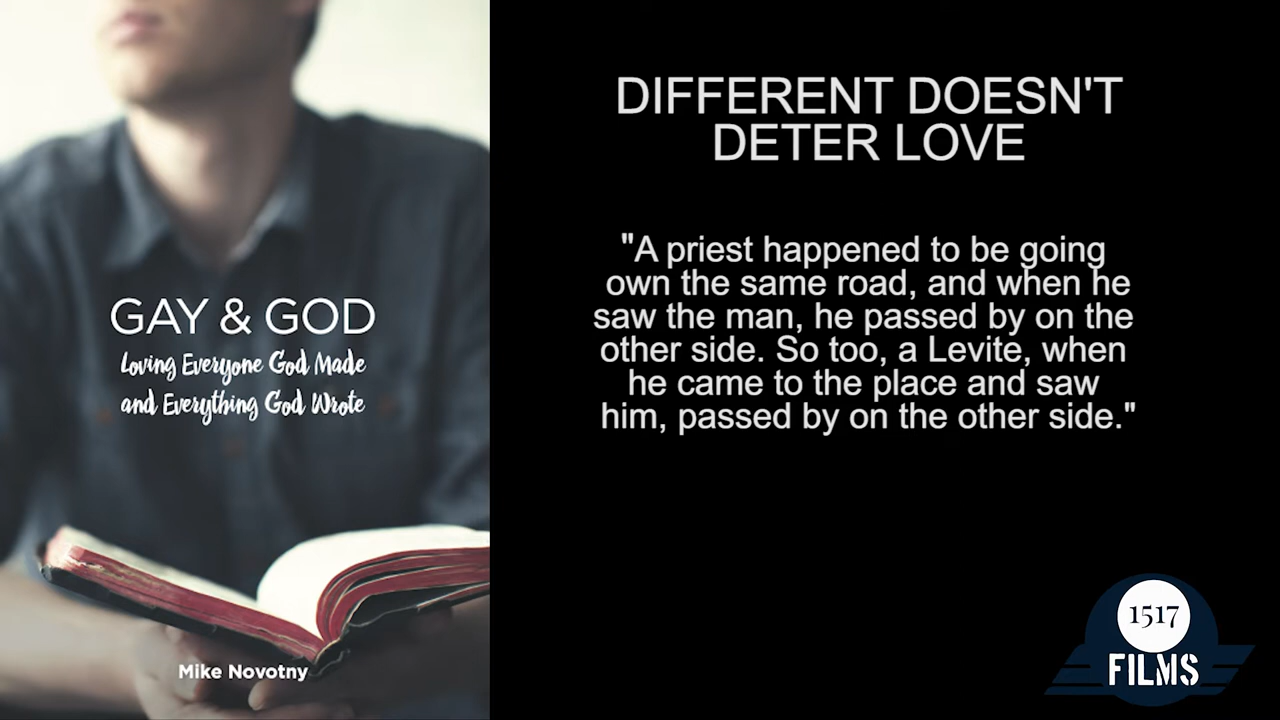 GAY & GOD
Loving Everyone God Made
and Everything God Wrote
Mike Novotny
DIFFERENT DOESN'T
DETER LOVE
"A priest happened to be going
own the same road, and when he
saw the man, he passed by on the
other side. So too, a Levite, when
he came to the place and saw
him, passed by on the other side."
1517
FILMS